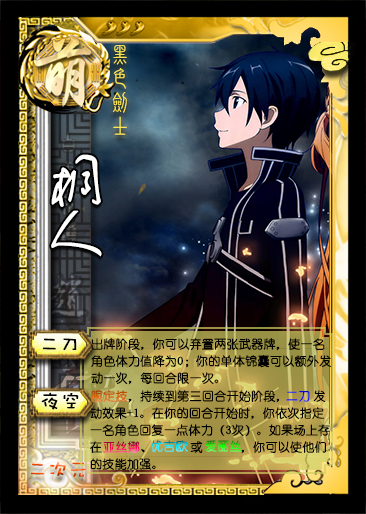 萌
黑色劍士
桐人
二刀
出牌阶段，你可以弃置两张武器牌，使一名
角色体力值降为0；你的单体锦囊可以额外发
动一次，每回合限一次。
夜空
限定技，持续到第三回合开始阶段，二刀发
动效果+1。在你的回合开始时，你依次指定
一名角色回复一点体力（3次）。如果场上存
在亚丝娜、优吉欧或爱丽丝，你可以使他们
的技能加强。
二次元